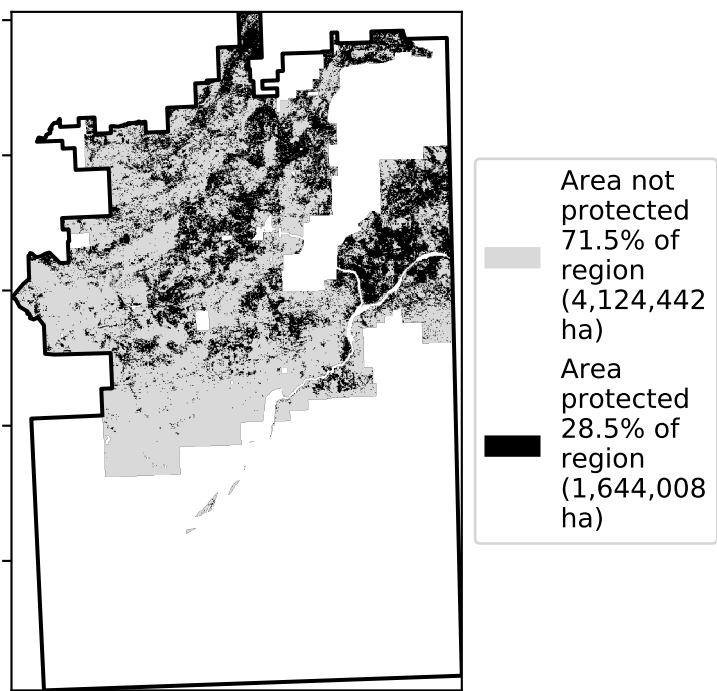 Area not
protected
71.5% of
region
(4,124,442
ha)
Area
protected
28.5% of
region
(1,644,008
ha)